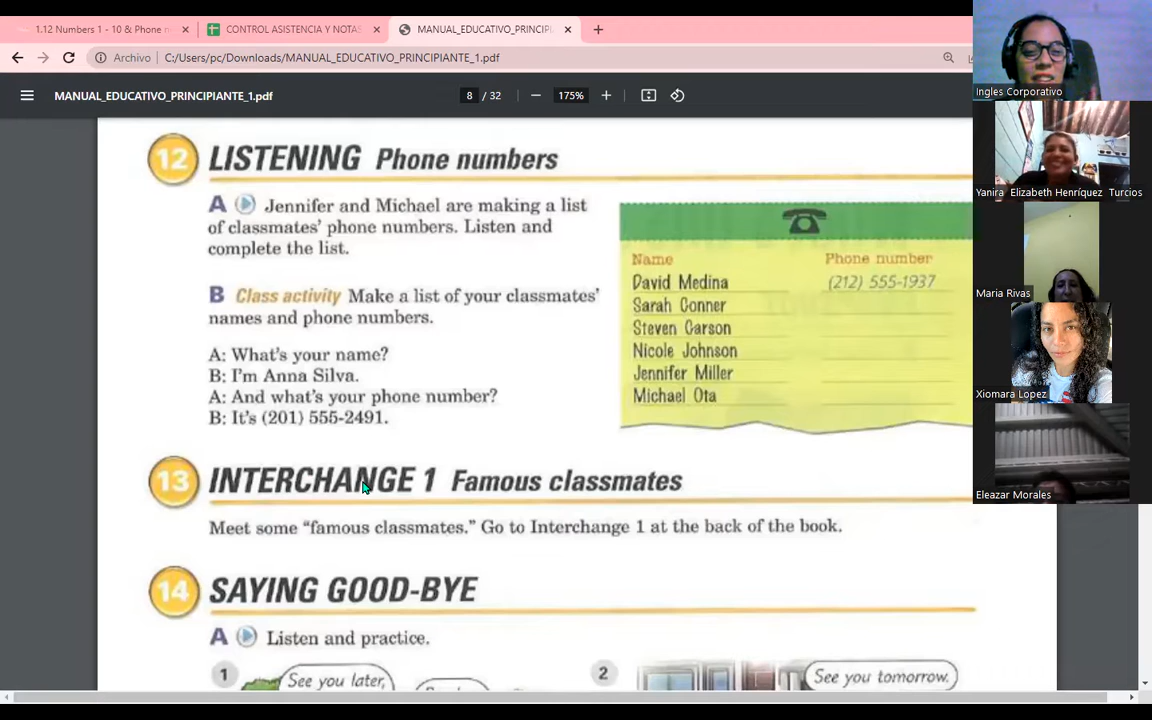 1.12 Numbers 1 - 10 & Phone n
CONTROL ASISTENCIA Y NOTAS
MANUAL_EDUCATIVO_PRINCIPI
Archivo
C:/Users/pc/Downloads/MANUAL_EDUCATIVO_PRINCIPIANTE_1.pdf
MANUAL_EDUCATIVO_PRINCIPIANTE_1.pdf
8 / 32
175%
12 LISTENING Phone numbers
A Jennifer and Michael are making a list
of classmates' phone numbers. Listen and
complete the list.
B Class activity Make a list of your classmates'
names and phone numbers.
A: What's your name?
B: I'm Anna Silva.
A: And what's your phone number?
B: It's (201) 555-2491.
Name Phone number
David Medina (212) 555-1937
Sarah Conner
Steven Carson
Nicole Johnson
Jennifer Miller
Michael Ota
13 INTERCHANGE 1 Famous classmates
Meet some "famous classmates." Go to Interchange 1 at the back of the book.
14 SAYING GOOD-BYE
A Listen and practice.
1 See you later,
2 See you tomorrow.
Ingles Corporativo
Yanira Elizabeth Henríquez Turcios
Maria Rivas
Xiomara Lopez
Eleazar Morales